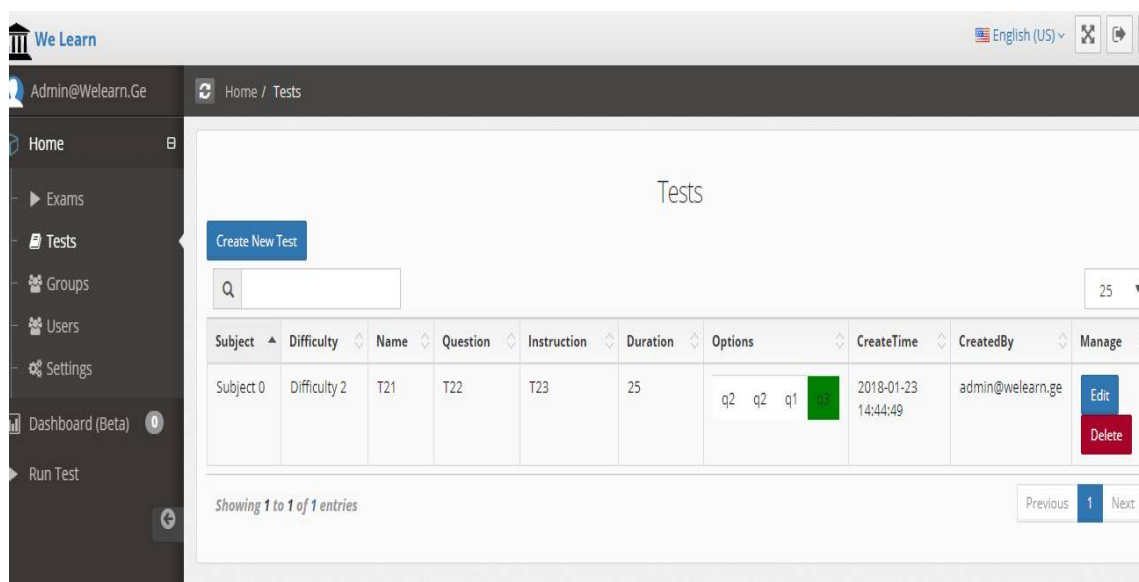 We Learn
English (US)
Admin@Welearn.Ge
Home / Tests
Home
Exams
Tests
Groups
Users
Settings
Dashboard (Beta) 0
Run Test
Tests
Create New Test
25
Subject Difficulty Name Question Instruction Duration Options CreateTime CreatedBy Manage
Subject 0 Difficulty 2 T21 T22 T23 25 q2 q2 q1 q3 2018-01-23 admin@welearn.ge Edit
14:44:49
Delete
Showing 1 to 1 of 1 entries
Previous 1 Next